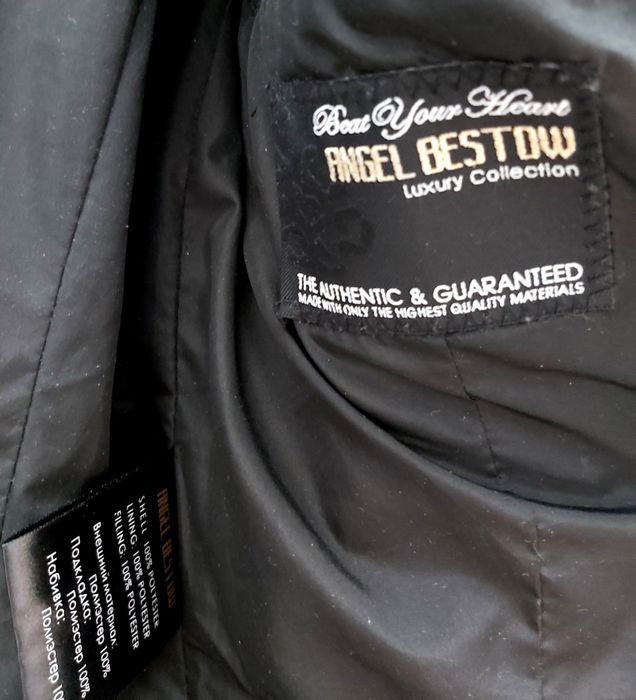 Beat Your Heart
ANGEL BESTOW
Luxury Collection
THE AUTHENTIC & GUARANTEED
MADE WITH ONLY THE HIGHEST QUALITY MATERIALS
ANGEL BESTOW
SHELL 100% POLYESTER
LINING: 100% POLYESTER
FILLING: 100% POLYESTER
Внешний материал:
Полиэстер 100%
Подкладка:
Полиэстер 100%
Набивка:
Полиэстер 10